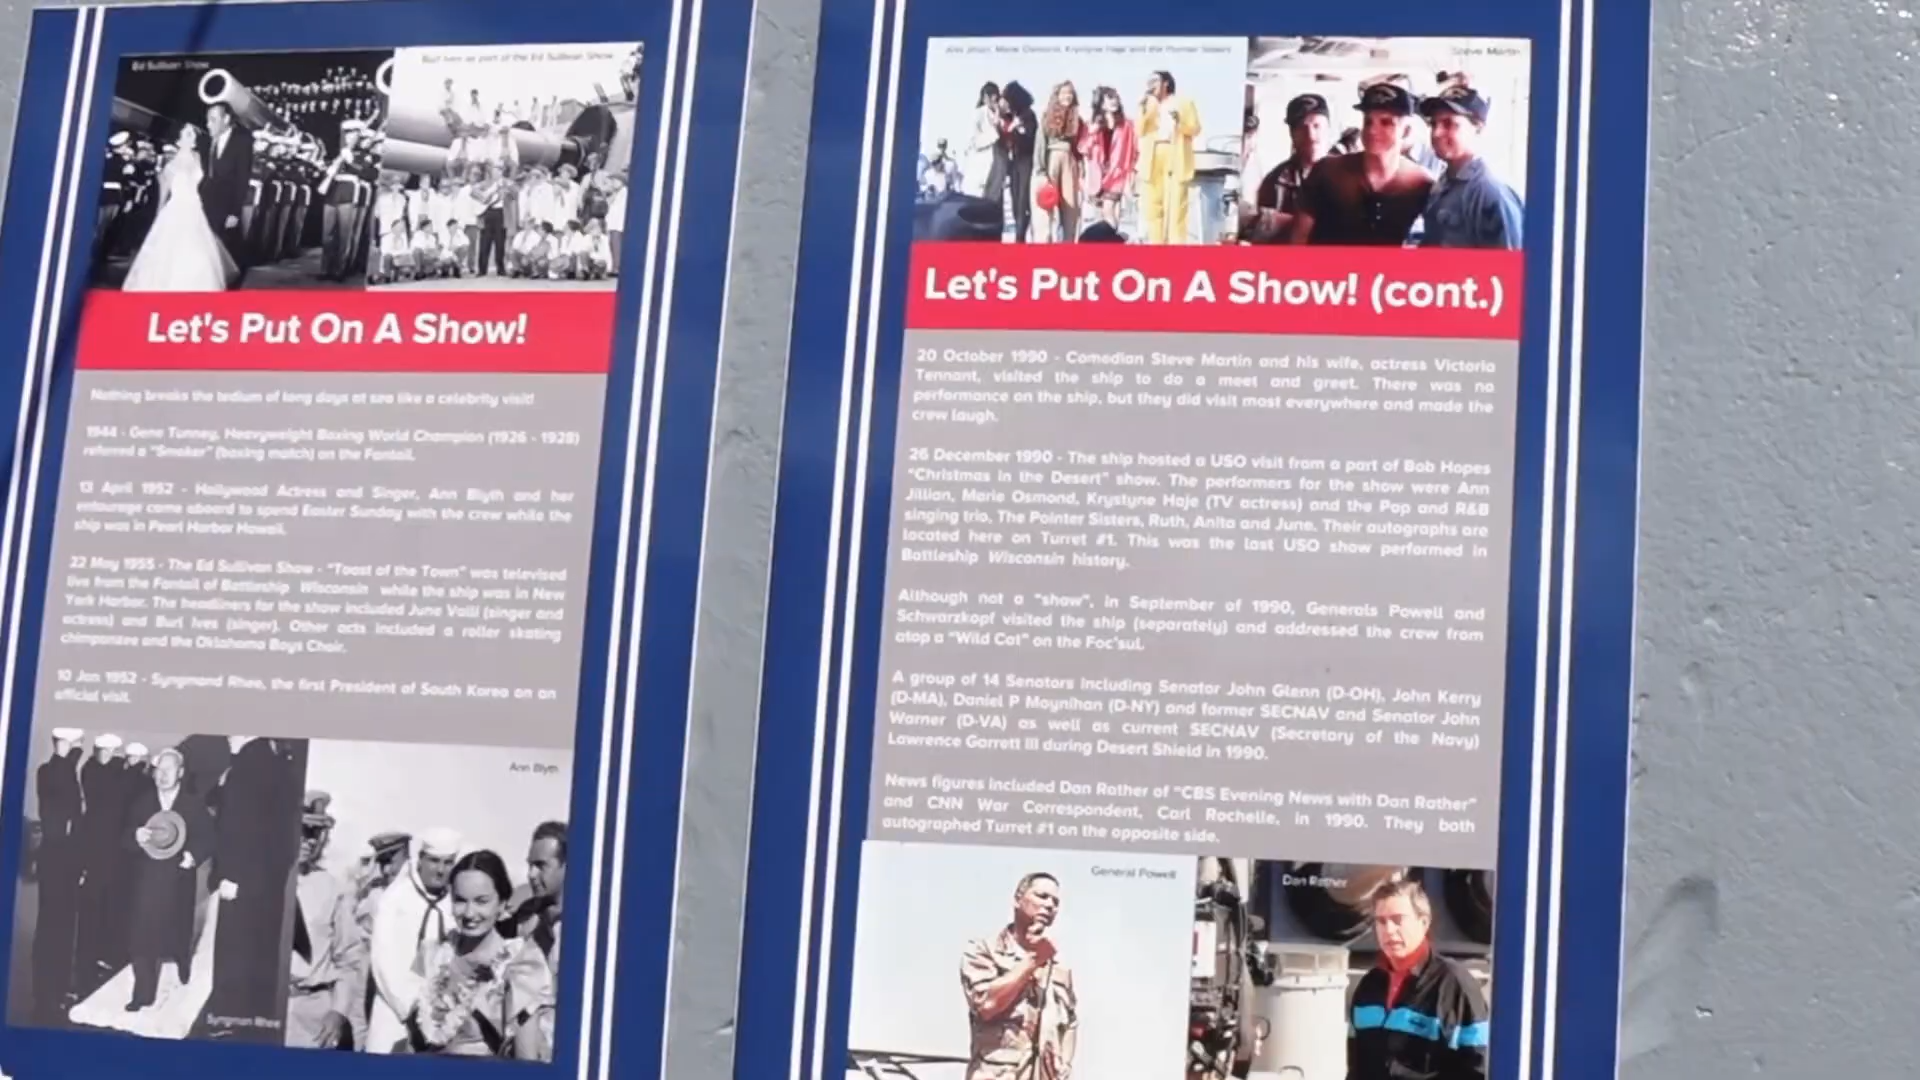 Ed Sullivan Show
Burl Ives as part of the Ed Sullivan Show
Let's Put On A Show!
Nothing breaks the tedium of long days at sea like a celebrity visit!
1944 - Gene Tunney, Heavyweight Boxing World Champion (1926 - 1928)
referred a "Smoker" (boxing match) on the Fantail.
13 April 1952 - Hollywood Actress and Singer, Ann Blyth and her
entourage came aboard to spend Easter Sunday with the crew while the
ship was in Pearl Harbor Hawaii.
22 May 1955 - The Ed Sullivan Show - "Toast of the Town" was televised
live from the Fantail of Battleship Wisconsin while the ship was in New
York Harbor. The headliners for the show included June Valli (singer and
actress) and Burl Ives (singer). Other acts included a roller skating
chimpanzee and the Oklahoma Boys Choir.
10 Jan 1952 - Syngmand Rhee, the first President of South Korea on an
official visit.
Syngman Rhee
Ann Blyth
Ann Jillian, Marie Osmond, Krystyne Haje and the Pointer Sisters
Steve Martin
Let's Put On A Show! (cont.)
20 October 1990 - Comedian Steve Martin and his wife, actress Victoria
Tennant, visited the ship to do a meet and greet. There was no
performance on the ship, but they did visit most everywhere and made the
crew laugh.
26 December 1990 - The ship hosted a USO visit from a part of Bob Hopes
"Christmas in the Desert" show. The performers for the show were Ann
Jillian, Marie Osmond, Krystyne Haje (TV actress) and the Pop and R&B
singing trio, The Pointer Sisters, Ruth, Anita and June. Their autographs are
located here on Turret #1. This was the last USO show performed in
Battleship Wisconsin history.
Although not a "show", in September of 1990, Generals Powell and
Schwarzkopf visited the ship (separately) and addressed the crew from
atop a "Wild Cat" on the Foc'sul.
A group of 14 Senators including Senator John Glenn (D-OH), John Kerry
(D-MA), Daniel P Moynihan (D-NY) and former SECNAV and Senator John
Warner (D-VA) as well as current SECNAV (Secretary of the Navy)
Lawrence Garrett III during Desert Shield in 1990.
News figures included Dan Rather of "CBS Evening News with Dan Rather"
and CNN War Correspondent, Carl Rochelle, in 1990. They both
autographed Turret #1 on the opposite side.
General Powell
Dan Rather